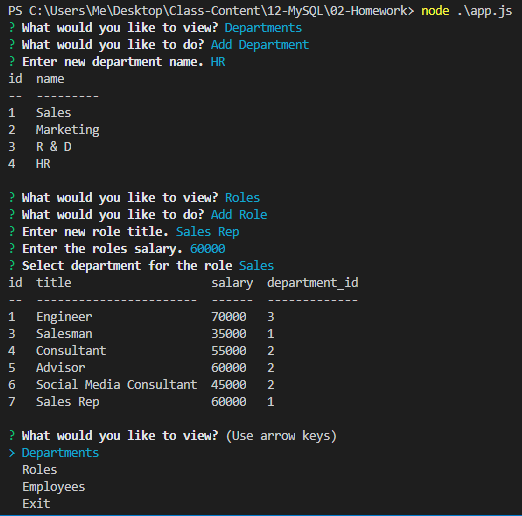 PS C:\Users\Me\Desktop\Class-Content\12-MySQL\02-Homework> node .\app.js
? What would you like to view? Departments
? What would you like to do? Add Department
? Enter new department name. HR
id  name
--  ---------
1   Sales
2   Marketing
3   R & D
4   HR
? What would you like to view? Roles
? What would you like to do? Add Role
? Enter new role title. Sales Rep
? Enter the roles salary. 60000
? Select department for the role Sales
id  title                    salary  department_id
--  -----------------------  ------  -------------
1   Engineer                 70000   3
3   Salesman                 35000   1
4   Consultant               55000   2
5   Advisor                  60000   2
6   Social Media Consultant  45000   2
7   Sales Rep                60000   1
? What would you like to view? (Use arrow keys)
> Departments
  Roles
  Employees
  Exit